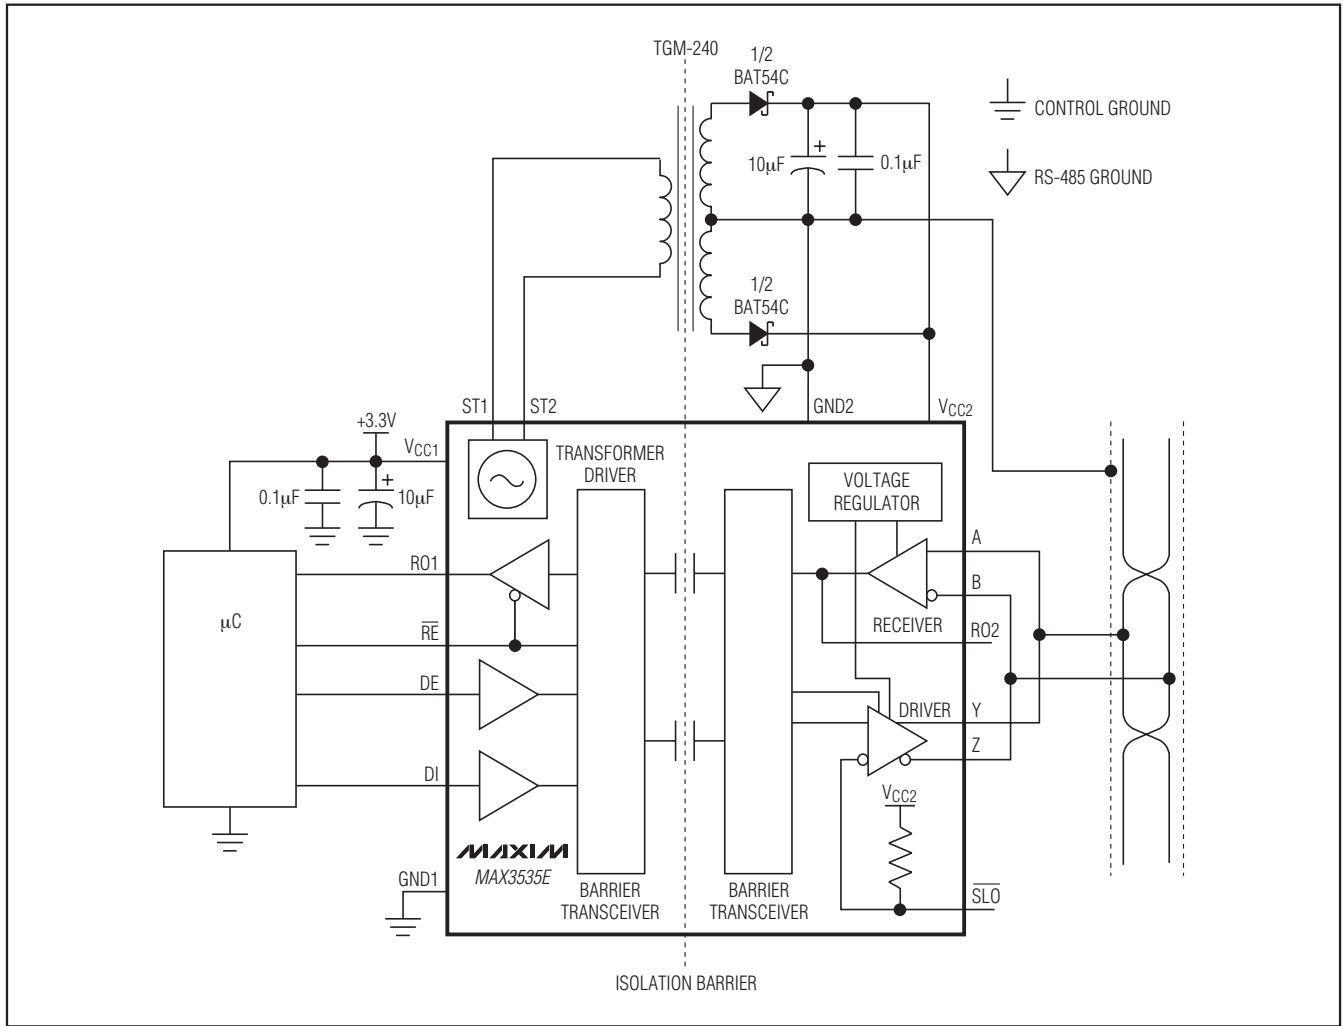 TGM-240
1/2
BAT54C
CONTROL GROUND
10μF
+
0.1μF
RS-485 GROUND
1/2
BAT54C
ST1
ST2
GND2
VCC2
+3.3V
VCC1
TRANSFORMER
DRIVER
VOLTAGE
REGULATOR
0.1μF
+
10μF
A
RO1
B
μC
RE
RECEIVER
RO2
DE
DRIVER
Y
Z
DI
VCC2
MAXIM
MAX3535E
GND1
BARRIER
TRANSCEIVER
BARRIER
TRANSCEIVER
SLO
ISOLATION BARRIER